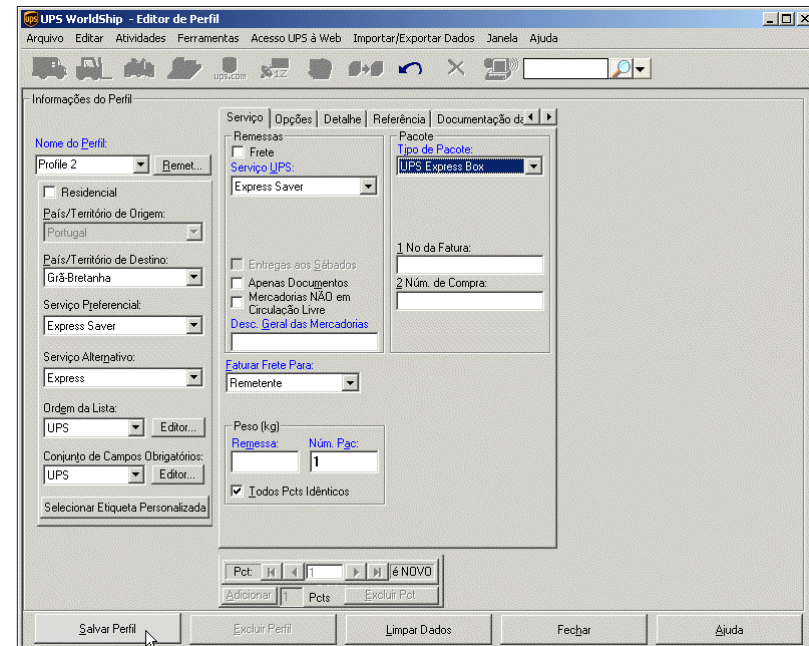 UPS WorldShip - Editor de Perfil
Arquivo Editar Atividades Ferramentas Acesso UPS à Web Importar/Exportar Dados Janela Ajuda
ups.com 1Z
Informações do Perfil
Serviço Opções Detalhe Referência Documentação da
Nome do Perfil:
Profile 2 Remet...
Residencial
País/Território de Origem:
Portugal
País/Território de Destino:
Grã-Bretanha
Serviço Preferencial:
Express Saver
Serviço Alternativo:
Express
Ordem da Lista:
UPS Editor...
Conjunto de Campos Obrigatórios:
UPS Editor...
Selecionar Etiqueta Personalizada
Remessas
Frete
Serviço UPS:
Express Saver
Entregas aos Sábados
Apenas Documentos
Mercadorias NÃO em
Circulação Livre
Desc. Geral das Mercadorias
Faturar Frete Para:
Remetente
Peso (kg)
Remessa: Núm. Pac:
1
Todos Pcts Idênticos
Pacote
Tipo de Pacote:
UPS Express Box
1 No da Fatura:
2 Núm. de Compra:
Pct: 1 é NOVO
Adicionar 1 Pcts Excluir Pct
Salvar Perfil Excluir Perfil Limpar Dados Fechar Ajuda